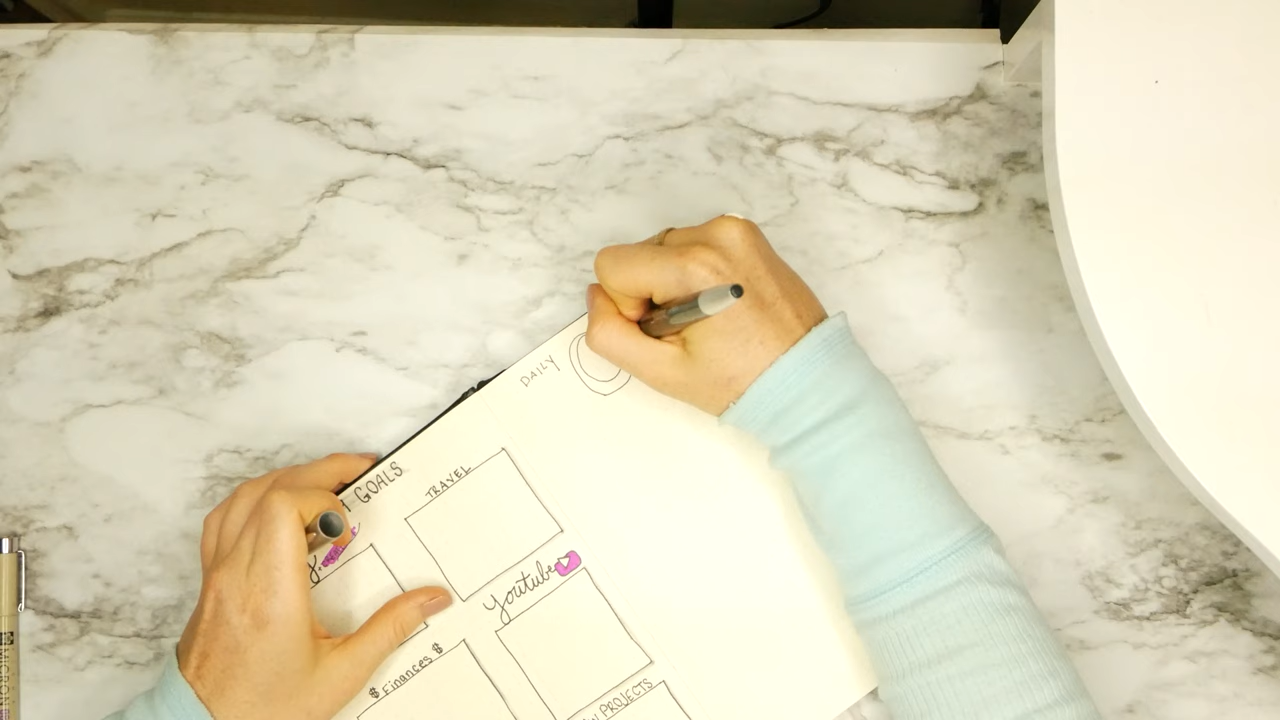 DAILY
GOALS
TRAVEL
youtube
$ Finances $
PROJECTS
MICRON